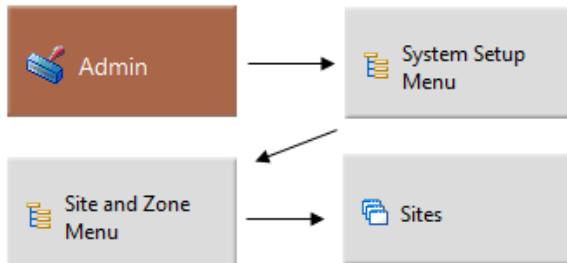 Admin
System Setup
Menu
Site and Zone
Menu
Sites